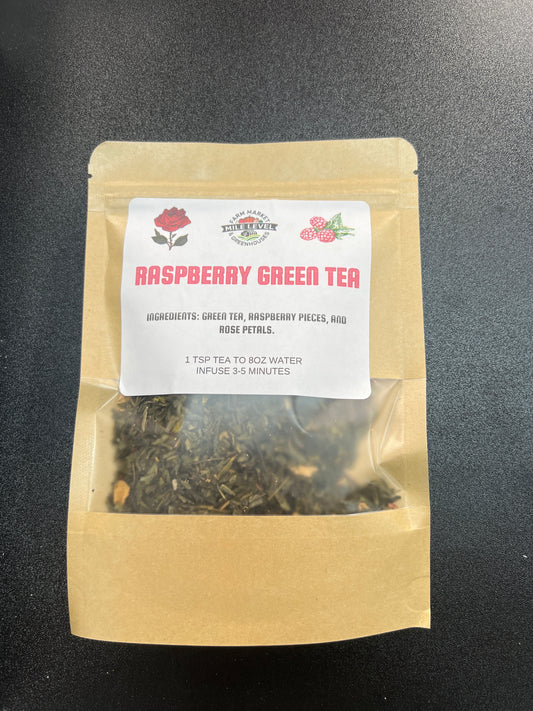 FARM MARKET
MILE LEVEL
& GREENHOUSES
RASPBERRY GREEN TEA
INGREDIENTS: GREEN TEA, RASPBERRY PIECES, AND
ROSE PETALS.
1 TSP TEA TO 8OZ WATER
INFUSE 3-5 MINUTES